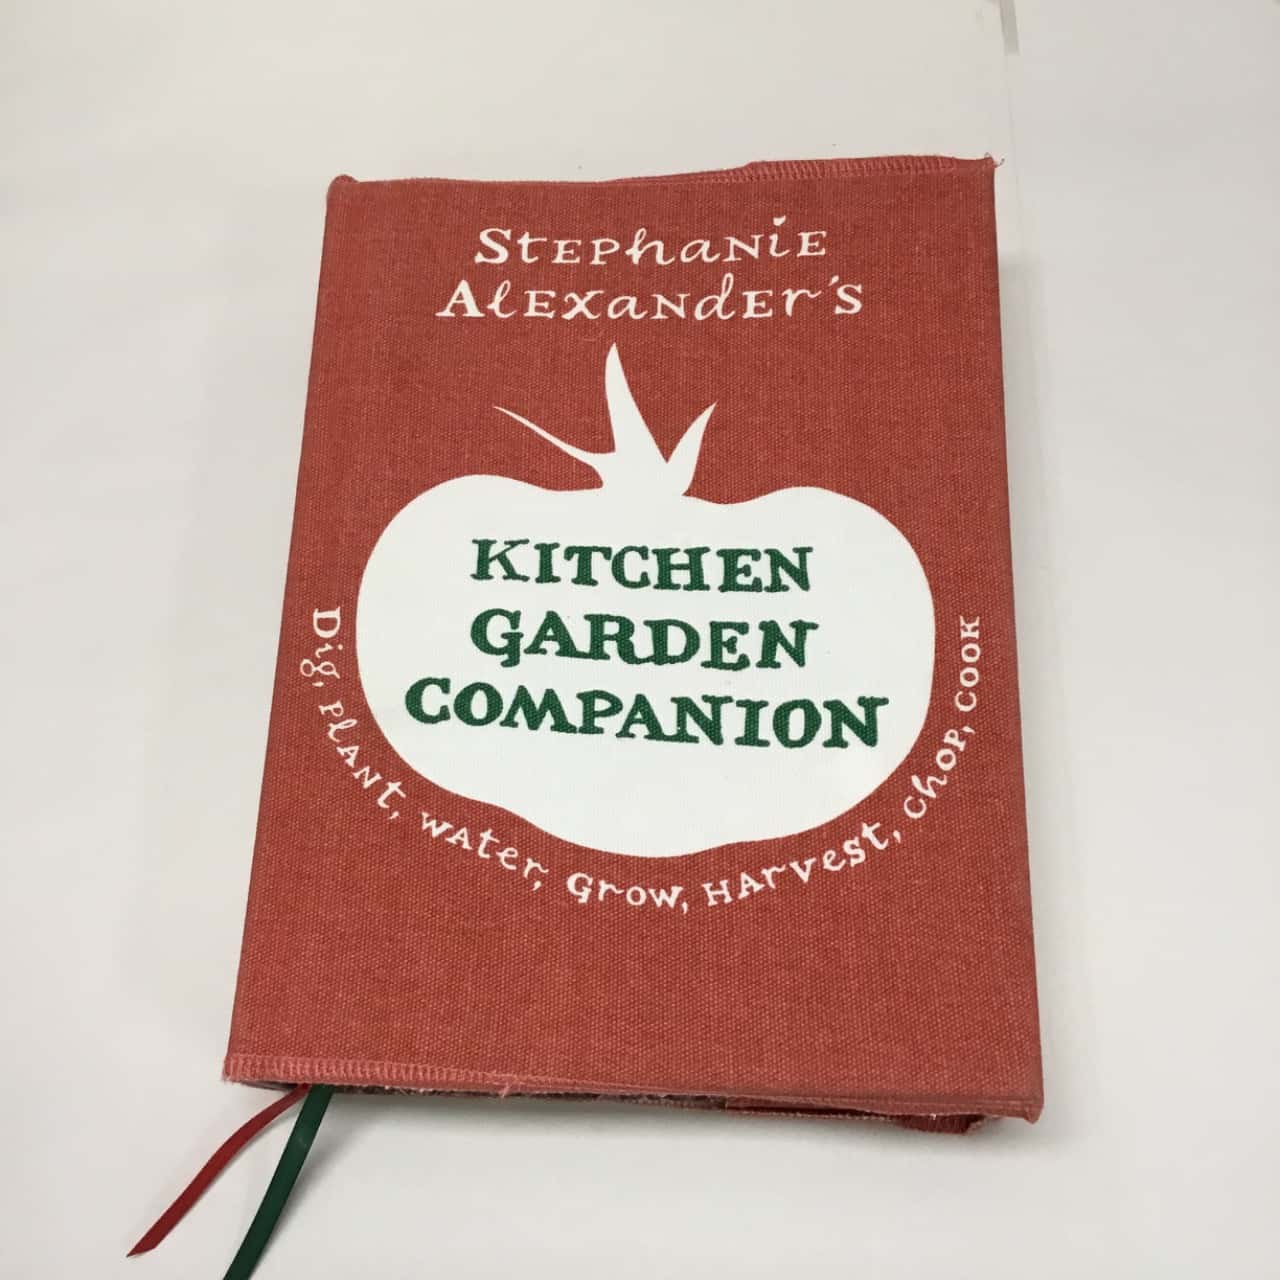 Stephanie
Alexander's
KITCHEN
GARDEN
COMPANION
Dig, plant, water, grow, harvest, chop, cook